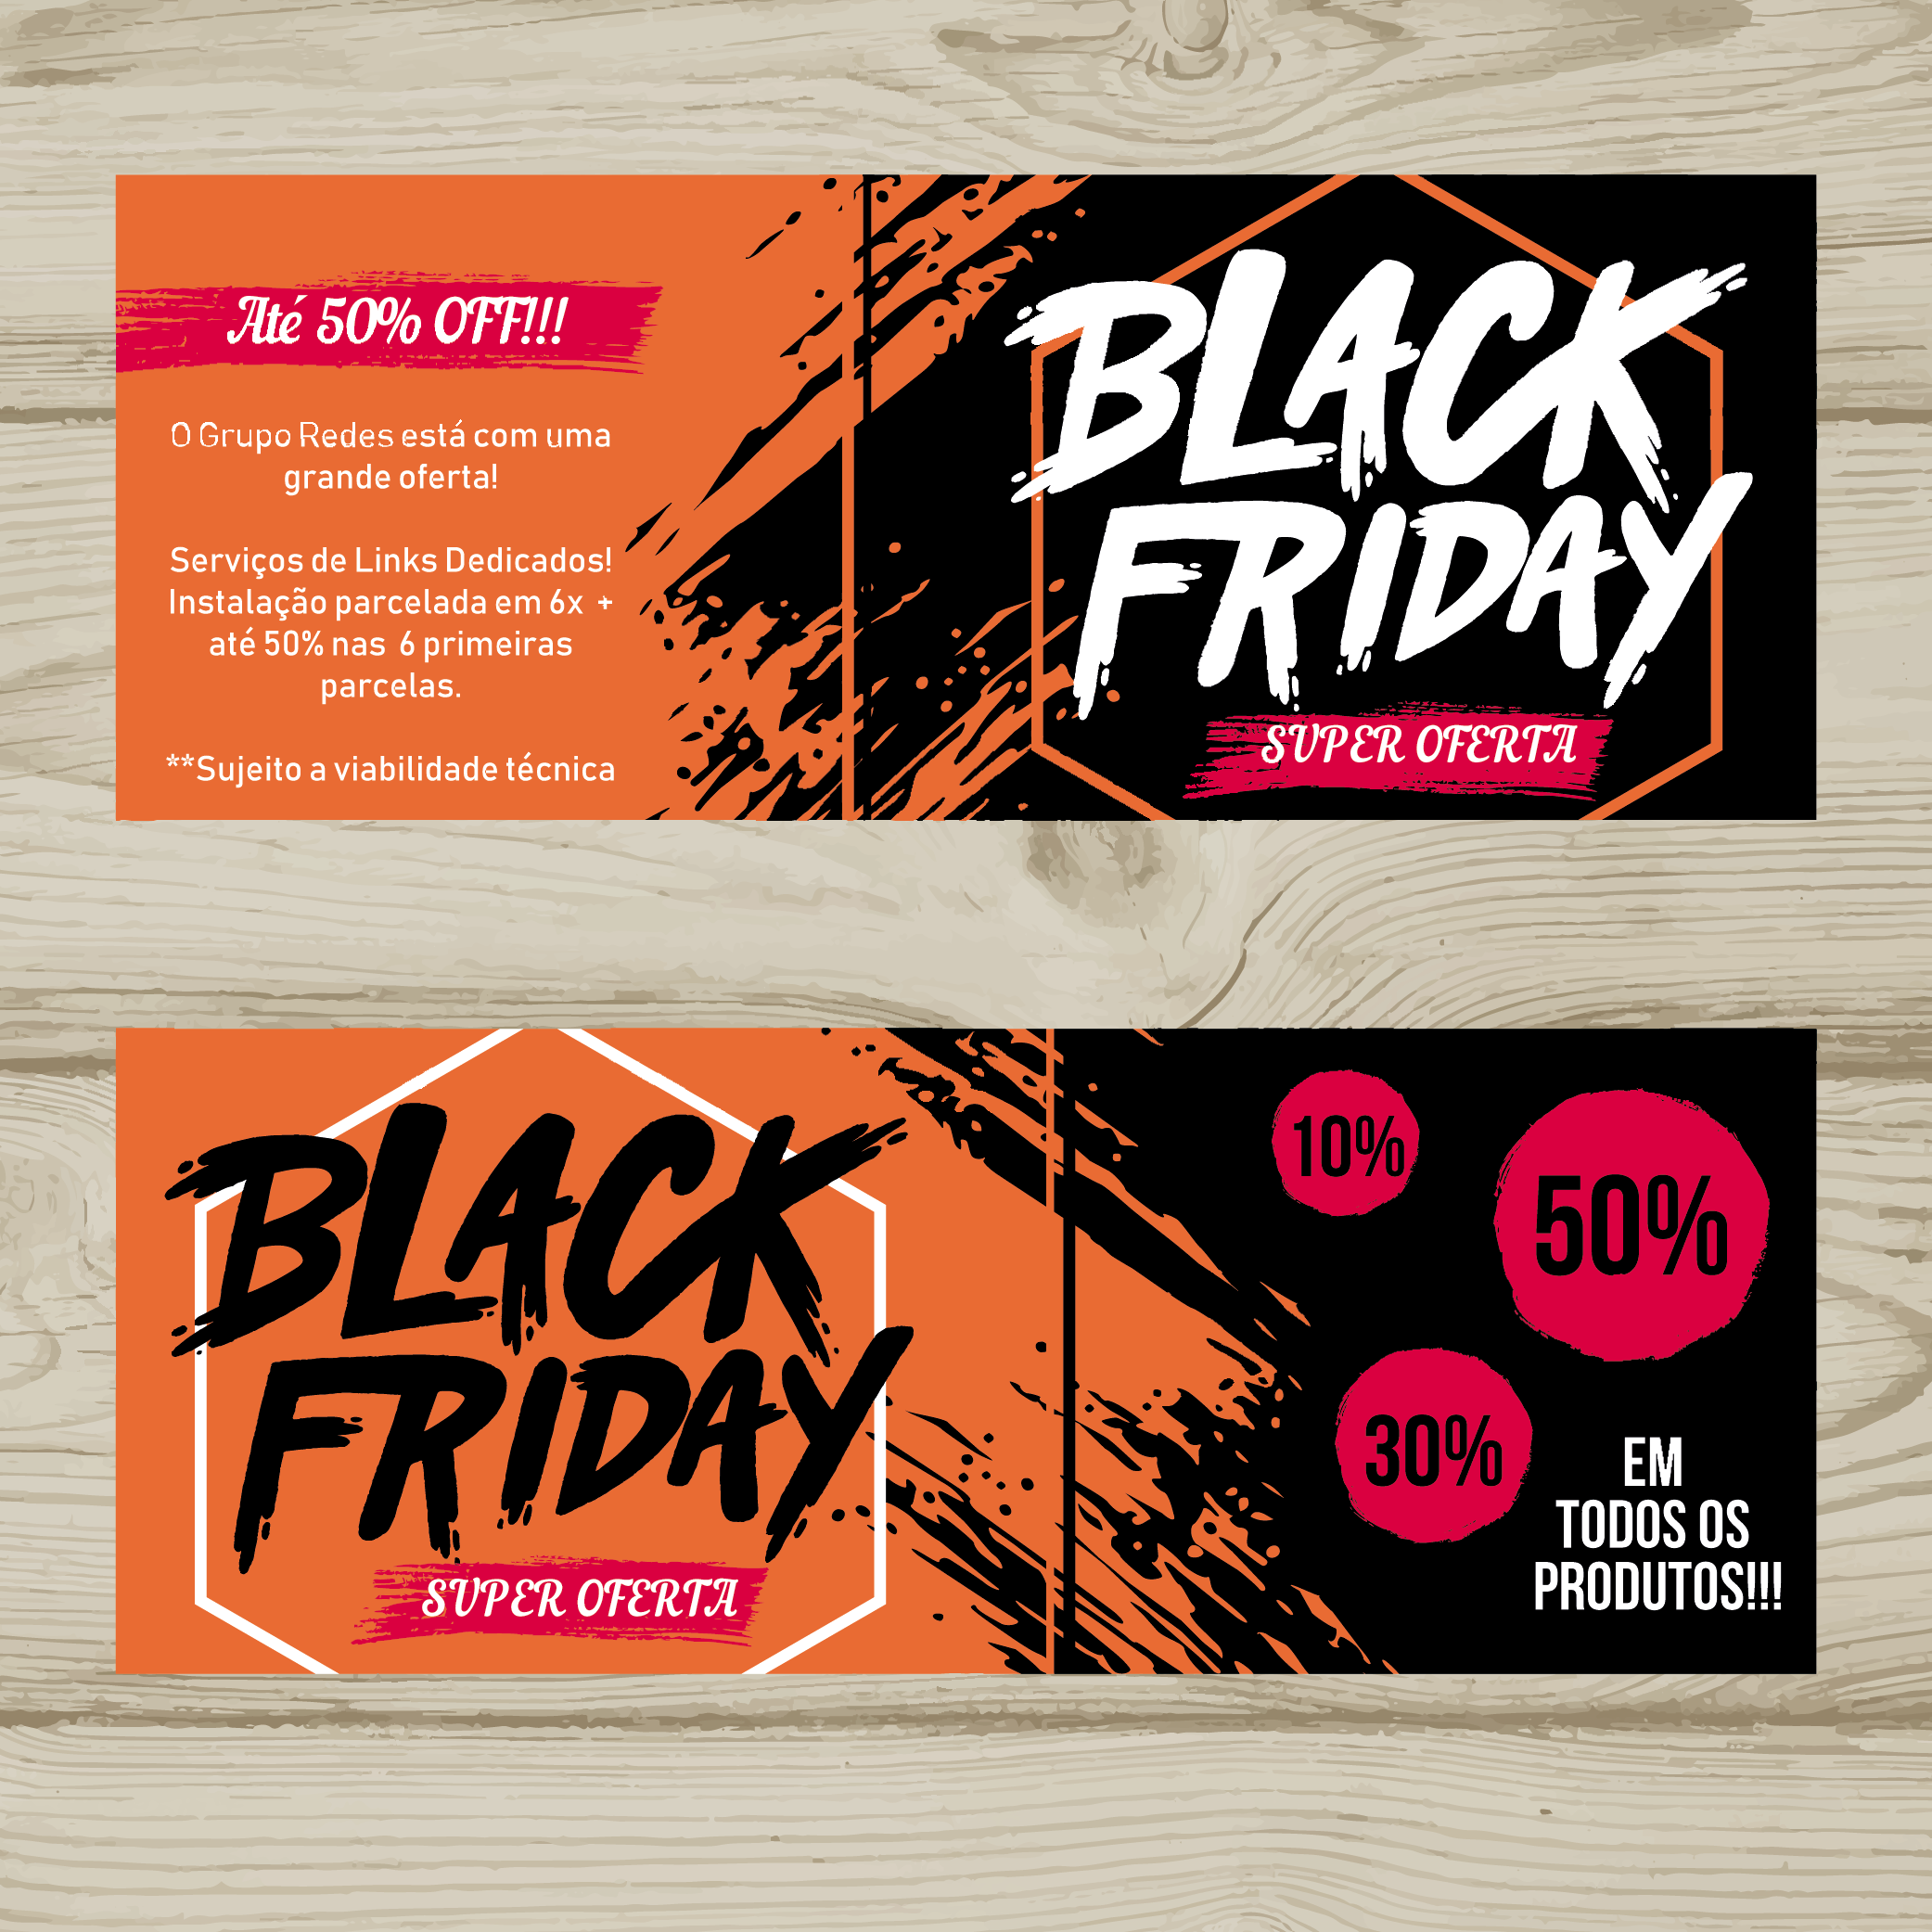 Até 50% OFF!!!
O Grupo Redes está com uma
grande oferta!
Serviços de Links Dedicados!
Instalação parcelada em 6x +
até 50% nas 6 primeiras
parcelas.
**Sujeito a viabilidade técnica
BLACK
FRIDAY
SUPER OFERTA
BLACK
FRIDAY
SUPER OFERTA
10%
50%
30%
EM
TODOS OS
PRODUTOS!!!